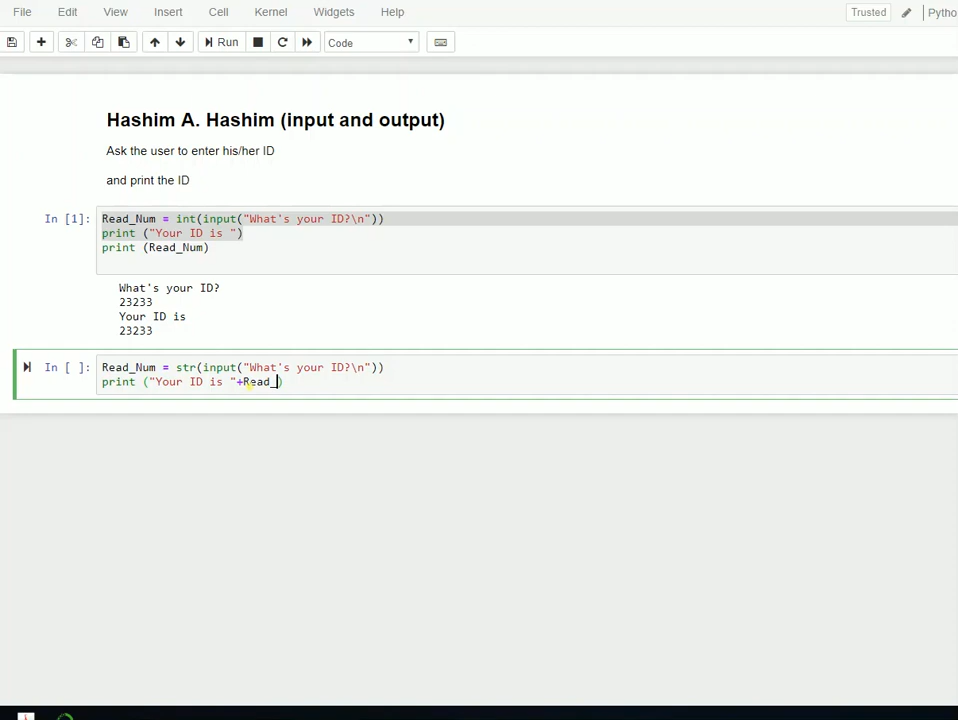 File Edit View Insert Cell Kernel Widgets Help Trusted Pytho
Run Code
Hashim A. Hashim (input and output)
Ask the user to enter his/her ID
and print the ID
In [1]: Read_Num = int(input("What's your ID?\n"))
print ("Your ID is ")
print (Read_Num)
What's your ID?
23233
Your ID is
23233
In [ ]: Read_Num = str(input("What's your ID?\n"))
print ("Your ID is "+Read_)